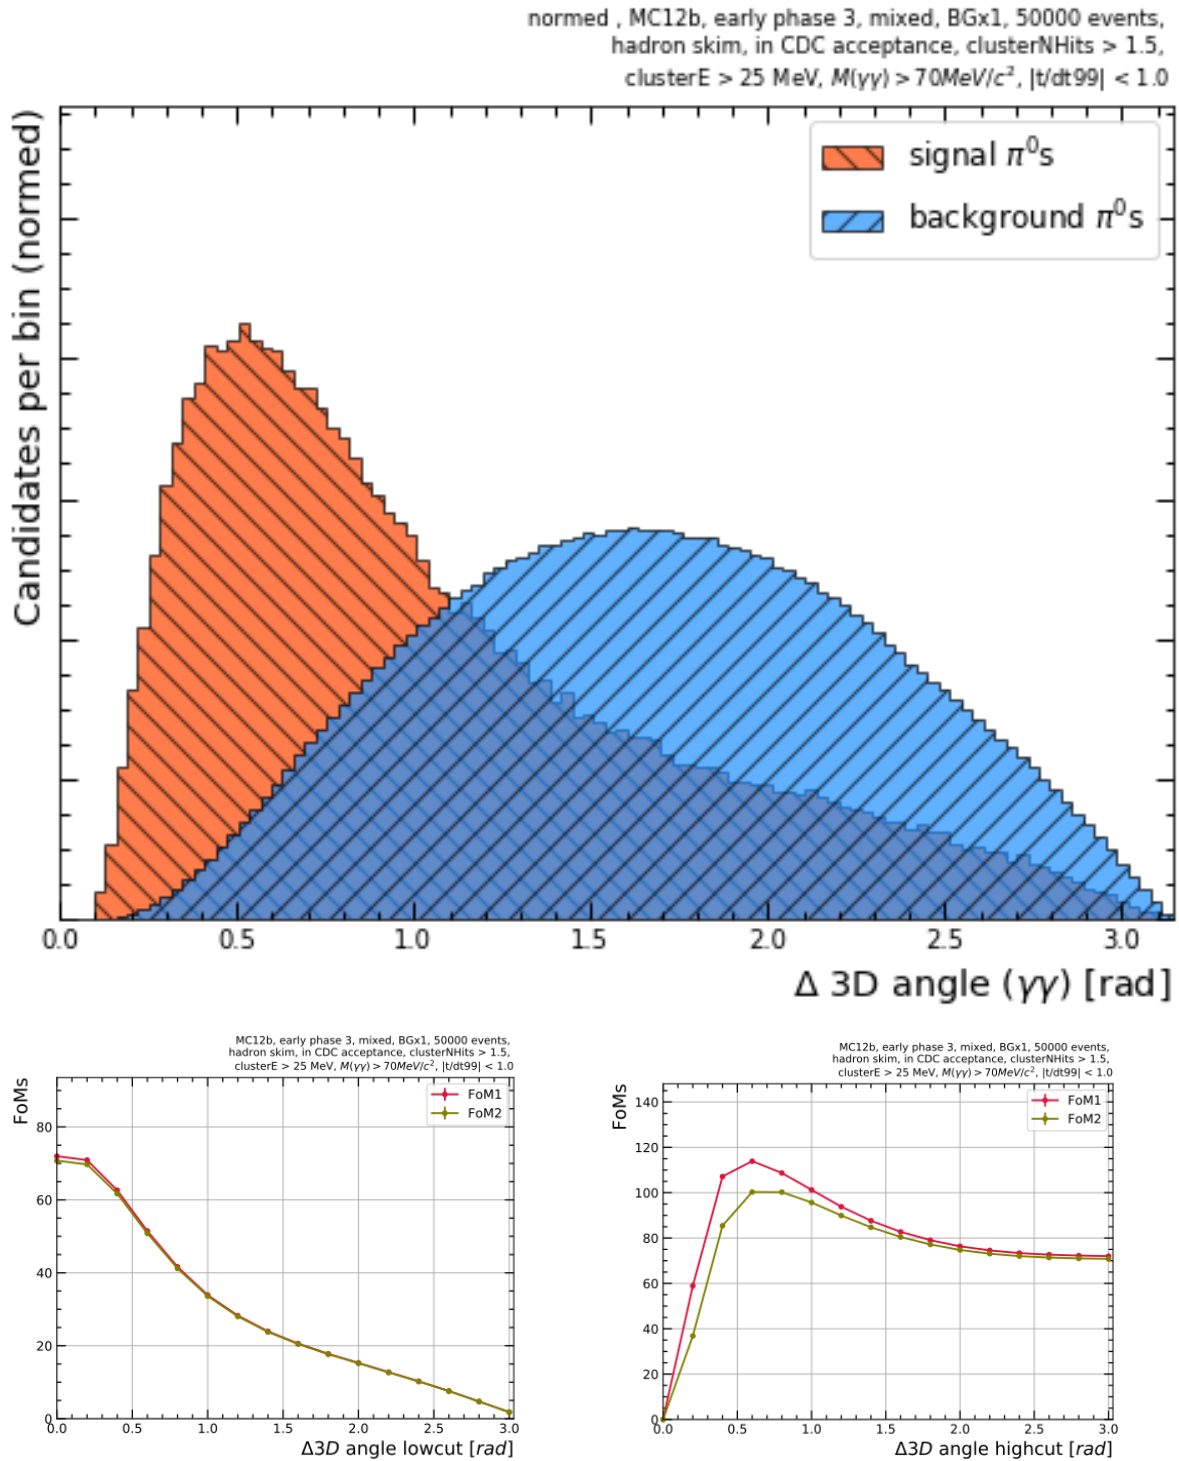 normed , MC12b, early phase 3, mixed, BGx1, 50000 events,
hadron skim, in CDC acceptance, clusterNHits > 1.5,
clusterE > 25 MeV, M(γγ) > 70MeV/c², |t/dt99| < 1.0
Candidates per bin (normed)
signal π⁰s
background π⁰s
0.0 0.5 1.0 1.5 2.0 2.5 3.0
Δ 3D angle (γγ) [rad]
MC12b, early phase 3, mixed, BGx1, 50000 events,
hadron skim, in CDC acceptance, clusterNHits > 1.5,
clusterE > 25 MeV, M(γγ) > 70MeV/c², |t/dt99| < 1.0
FoMs
FoM1
FoM2
80
60
40
20
0
0.0 0.5 1.0 1.5 2.0 2.5 3.0
Δ3D angle lowcut [rad]
MC12b, early phase 3, mixed, BGx1, 50000 events,
hadron skim, in CDC acceptance, clusterNHits > 1.5,
clusterE > 25 MeV, M(γγ) > 70MeV/c², |t/dt99| < 1.0
FoMs
FoM1
FoM2
140
120
100
80
60
40
20
0
0.0 0.5 1.0 1.5 2.0 2.5 3.0
Δ3D angle highcut [rad]